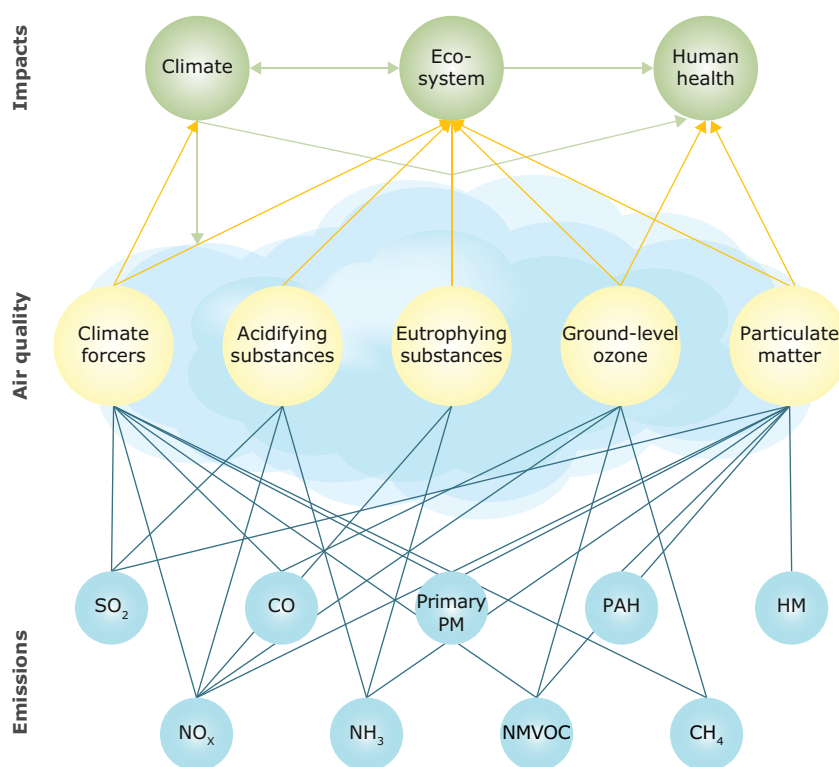 Impacts
Climate
Eco-
system
Human
health
Air quality
Climate
forcers
Acidifying
substances
Eutrophying
substances
Ground-level
ozone
Particulate
matter
Emissions
SO₂
CO
Primary
PM
PAH
HM
NOₓ
NH₃
NMVOC
CH₄